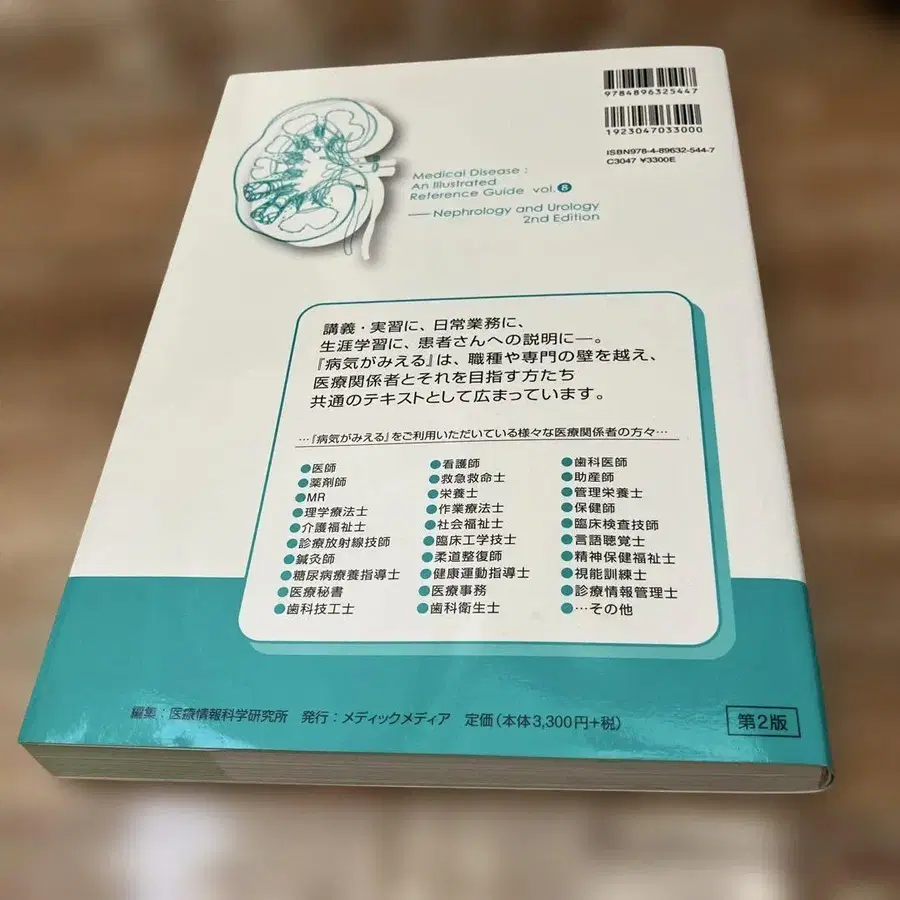 9784896325447
1923047033000
ISBN978-4-89632-544-7
C3047 ¥3300E
Medical Disease :
An Illustrated
Reference Guide vol.8
Nephrology and Urology
2nd Edition
講義・実習に、日常業務に、
生涯学習に、患者さんへの説明に―。
『病気がみえる』は、職種や専門の壁を越え、
医療関係者とそれを目指す方たち
共通のテキストとして広まっています。
…『病気がみえる』をご利用いただいている様々な医療関係者の方々…
●医師 ●看護師 ●歯科医師
●薬剤師 ●救急救命士 ●助産師
●MR ●栄養士 ●管理栄養士
●理学療法士 ●作業療法士 ●保健師
●介護福祉士 ●社会福祉士 ●臨床検査技師
●診療放射線技師 ●臨床工学技士 ●言語聴覚士
●鍼灸師 ●柔道整復師 ●精神保健福祉士
●糖尿病療養指導士 ●健康運動指導士 ●視能訓練士
●医療秘書 ●医療事務 ●診療情報管理士
●歯科技工士 ●歯科衛生士 ●…その他
編集：医療情報科学研究所 発行：メディックメディア 定価（本体3,300円+税） 第2版